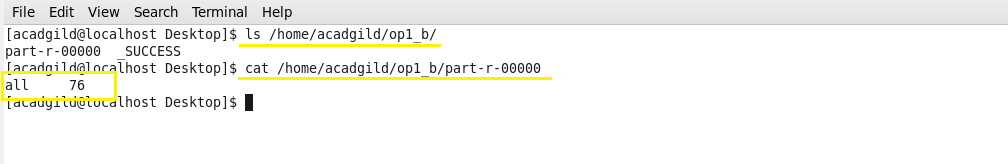 File Edit View Search Terminal Help
[acadgild@localhost Desktop]$ ls /home/acadgild/op1_b/
part-r-00000  _SUCCESS
[acadgild@localhost Desktop]$ cat /home/acadgild/op1_b/part-r-00000
all     76
[acadgild@localhost Desktop]$